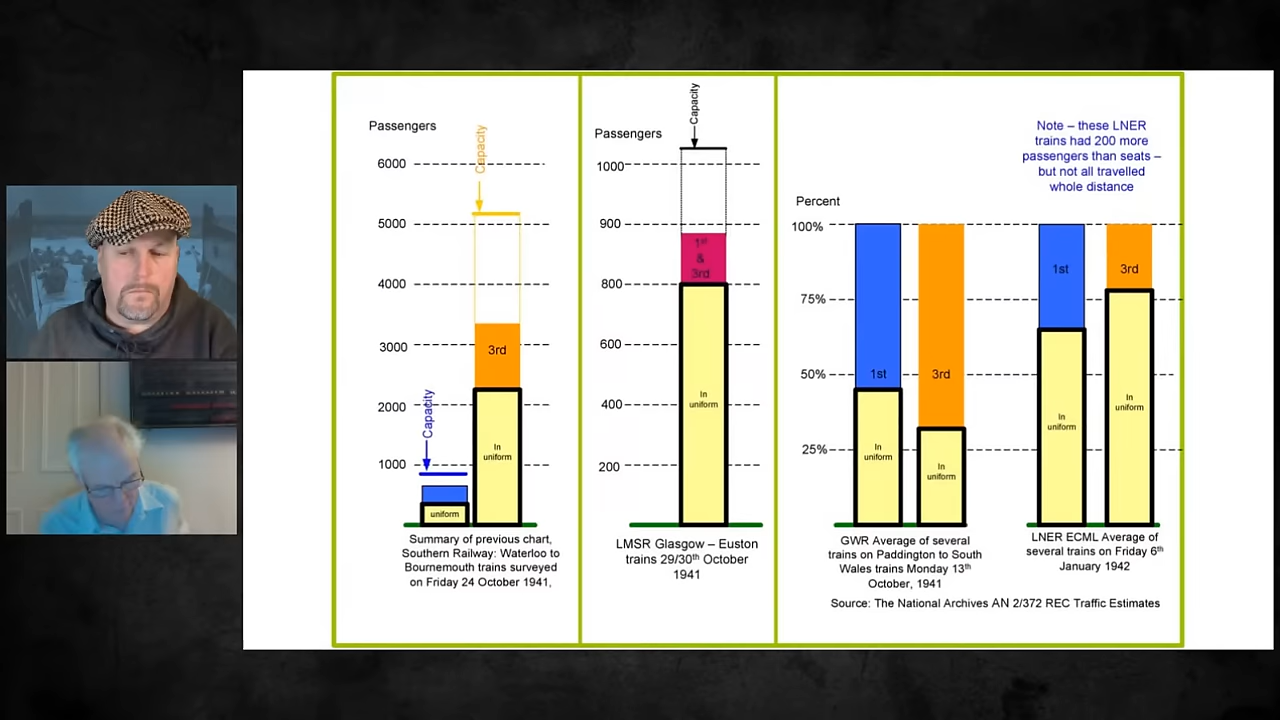 Passengers
Capacity
6000
5000
4000
3000
2000
1000
Capacity
3rd
In
uniform
uniform
Summary of previous chart,
Southern Railway: Waterloo to
Bournemouth trains surveyed
on Friday 24 October 1941,
Passengers
Capacity
1000
900
800
600
400
200
1st
&
3rd
In
uniform
LMSR Glasgow – Euston
trains 29/30th October
1941
Note – these LNER
trains had 200 more
passengers than seats –
but not all travelled
whole distance
Percent
100%
75%
50%
25%
1st
In
uniform
3rd
In
uniform
1st
In
uniform
3rd
In
uniform
GWR Average of several
trains on Paddington to South
Wales trains Monday 13th
October, 1941
LNER ECML Average of
several trains on Friday 6th
January 1942
Source: The National Archives AN 2/372 REC Traffic Estimates